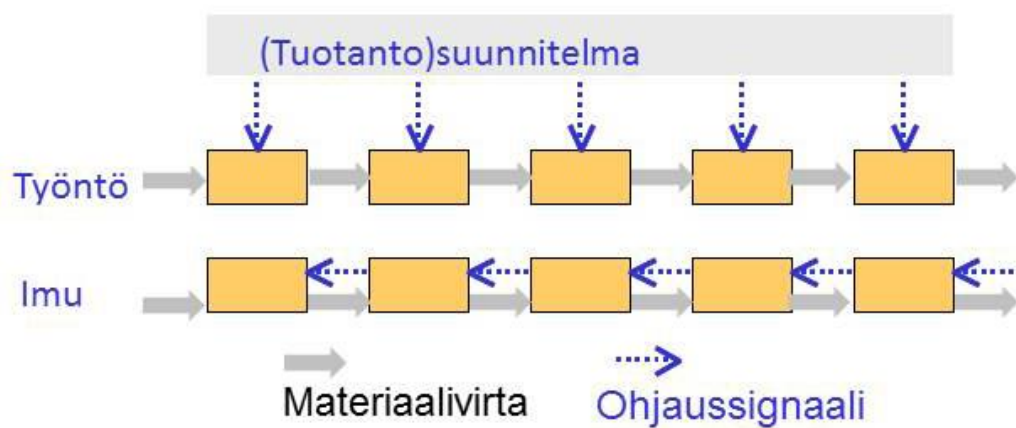 (Tuotanto)suunnitelma
Työntö
Imu
Materiaalivirta
Ohjaussignaali